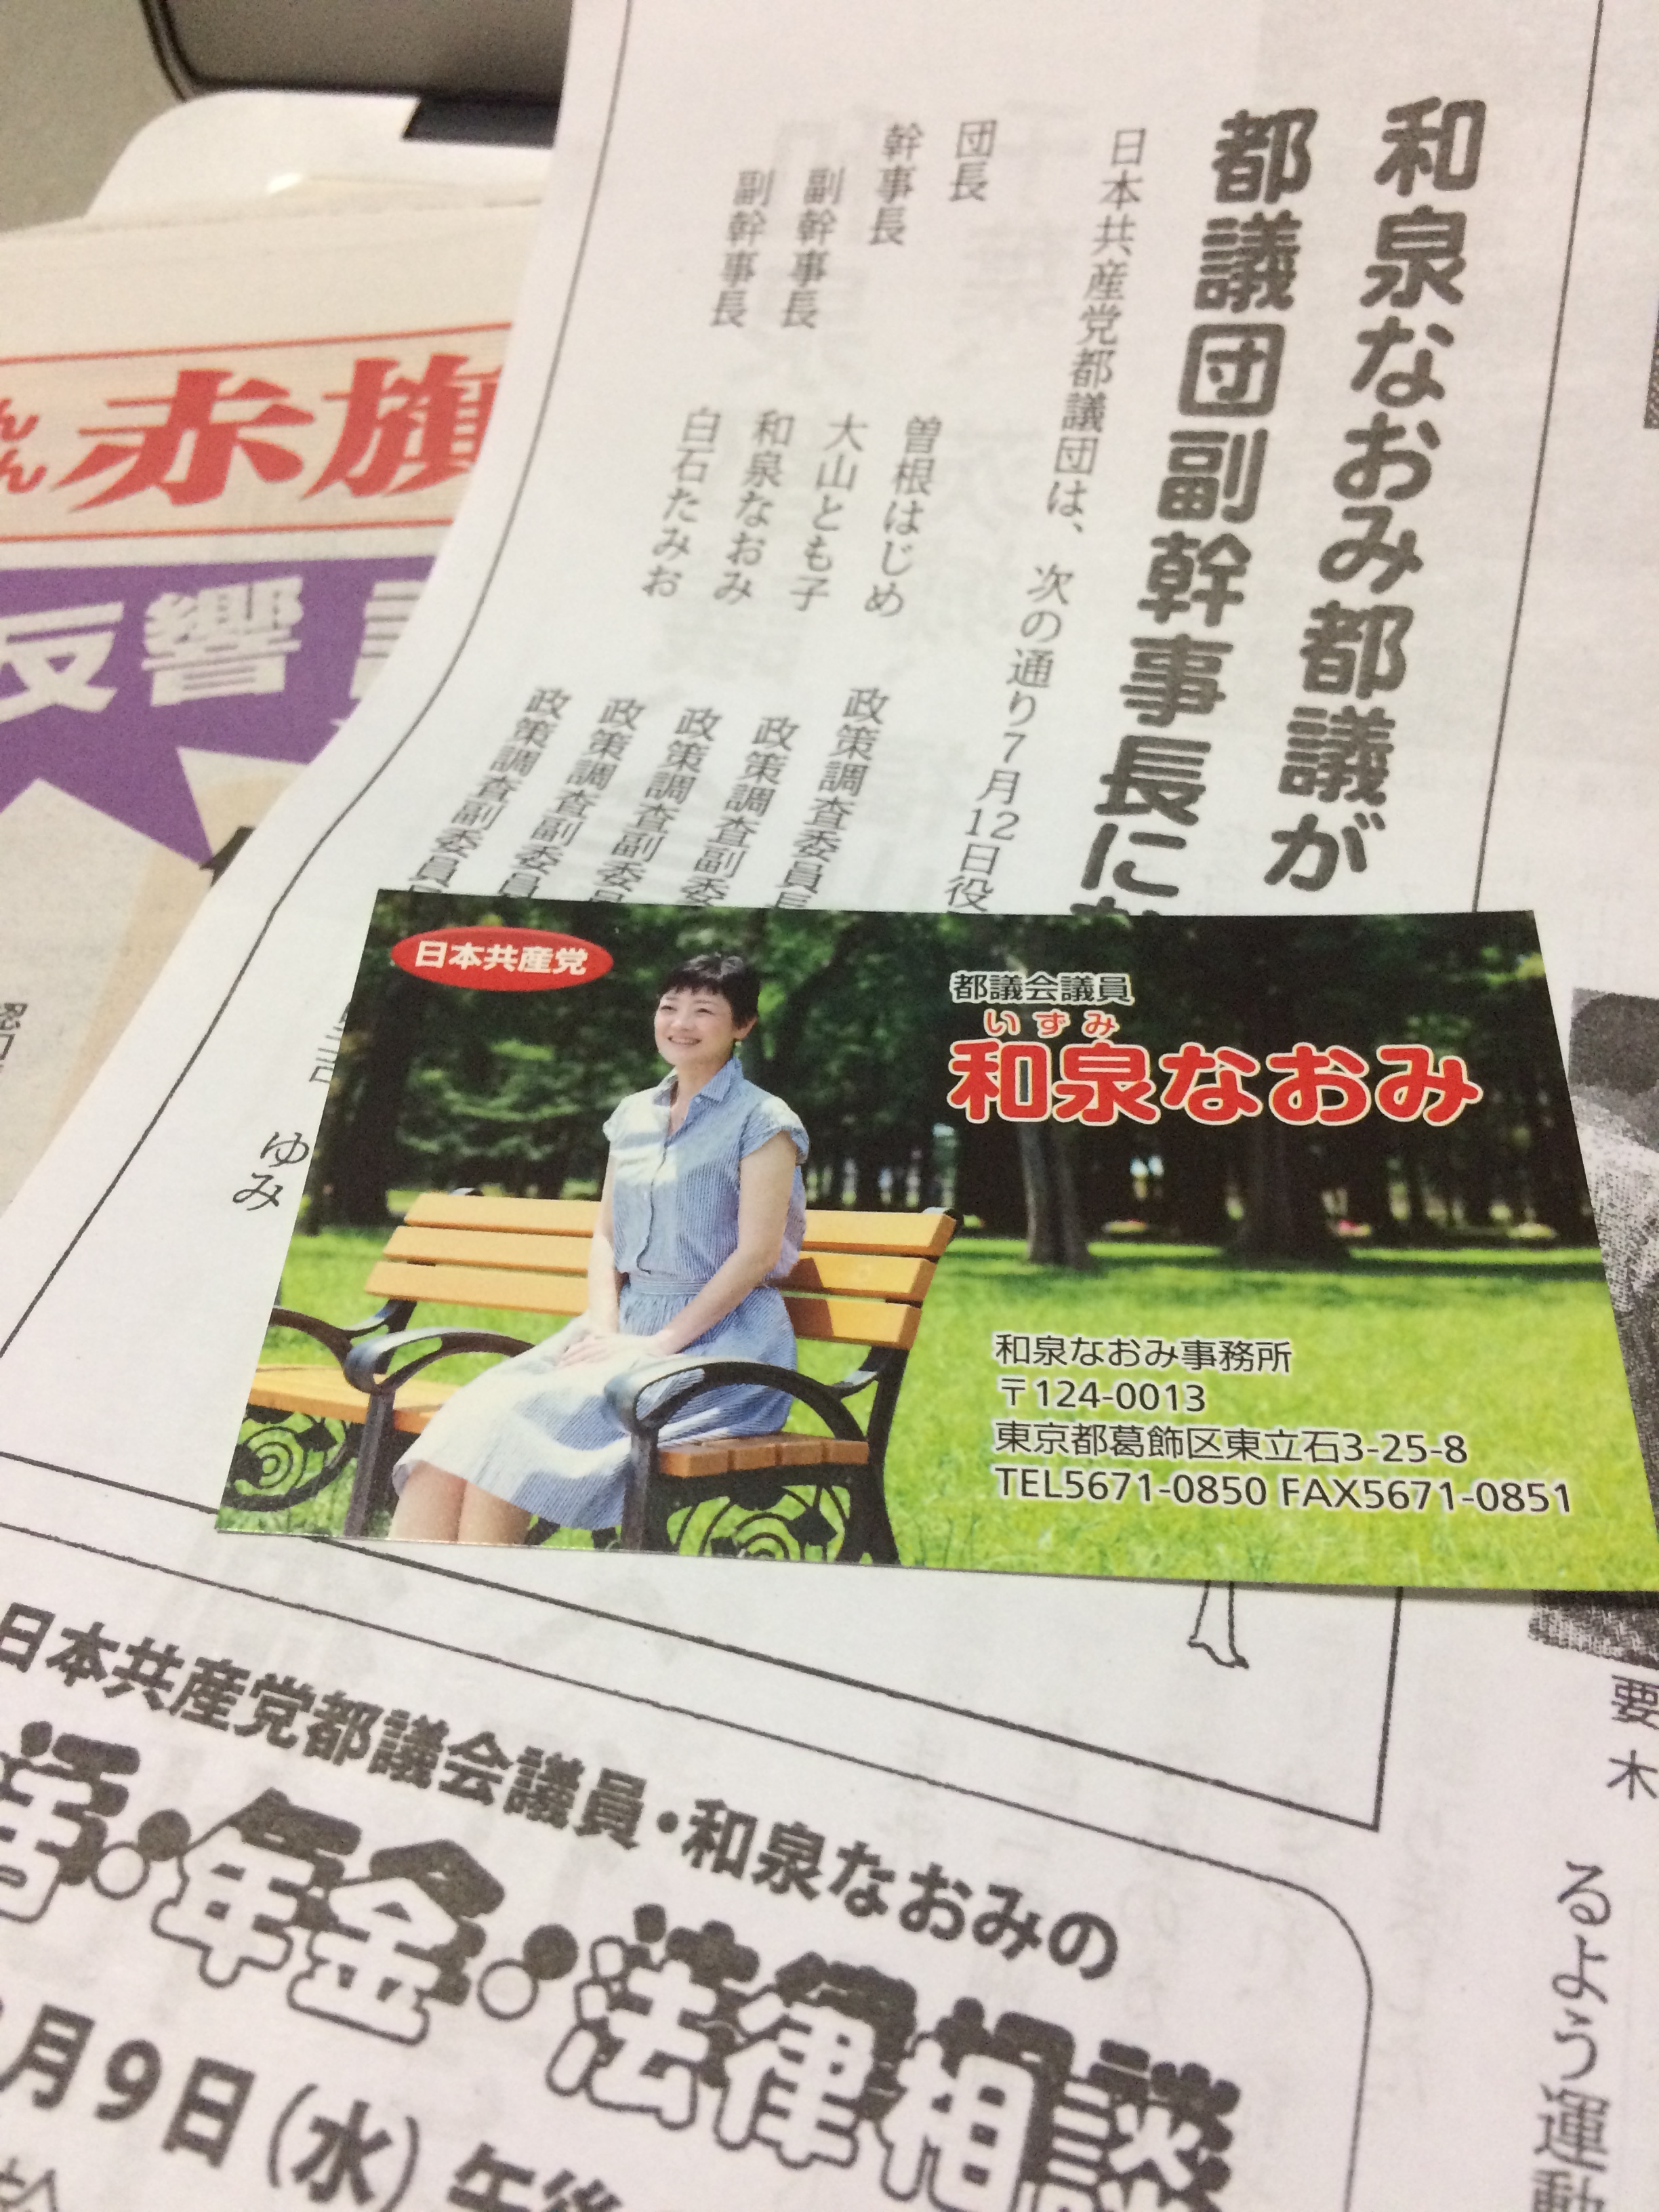 和泉なおみ都議が
都議団副幹事長に
日本共産党都議団は、次の通り7月12日役
団長 曽根はじめ
幹事長 大山とも子
副幹事長 和泉なおみ
副幹事長 白石たみお
政策調査委員長
政策調査副委
政策調査副委員
政策調査副委員
政策調査副委員
ゆみ
赤旗
反響
日本共産党
都議会議員
いずみ
和泉なおみ
和泉なおみ事務所
〒124-0013
東京都葛飾区東立石3-25-8
TEL5671-0850 FAX5671-0851
日本共産党都議会議員・和泉なおみの
・年金・法律相談
月9日(水)午後
要
木
るよう運動